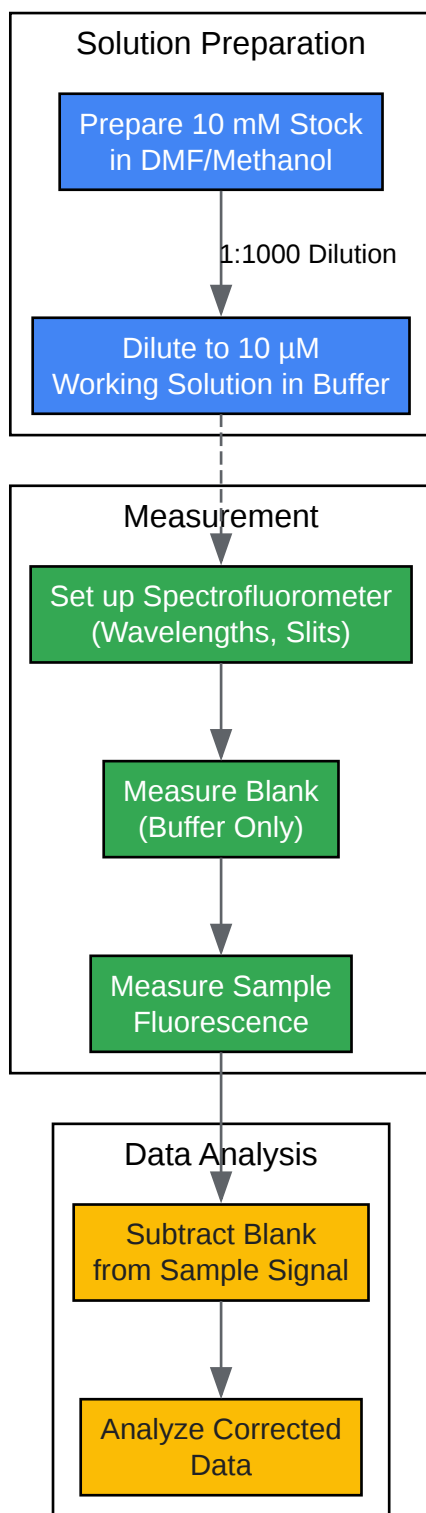 Solution Preparation
Prepare 10 mM Stock
in DMF/Methanol
1:1000 Dilution
Dilute to 10 µM
Working Solution in Buffer
Measurement
Set up Spectrofluorometer
(Wavelengths, Slits)
Measure Blank
(Buffer Only)
Measure Sample
Fluorescence
Data Analysis
Subtract Blank
from Sample Signal
Analyze Corrected
Data